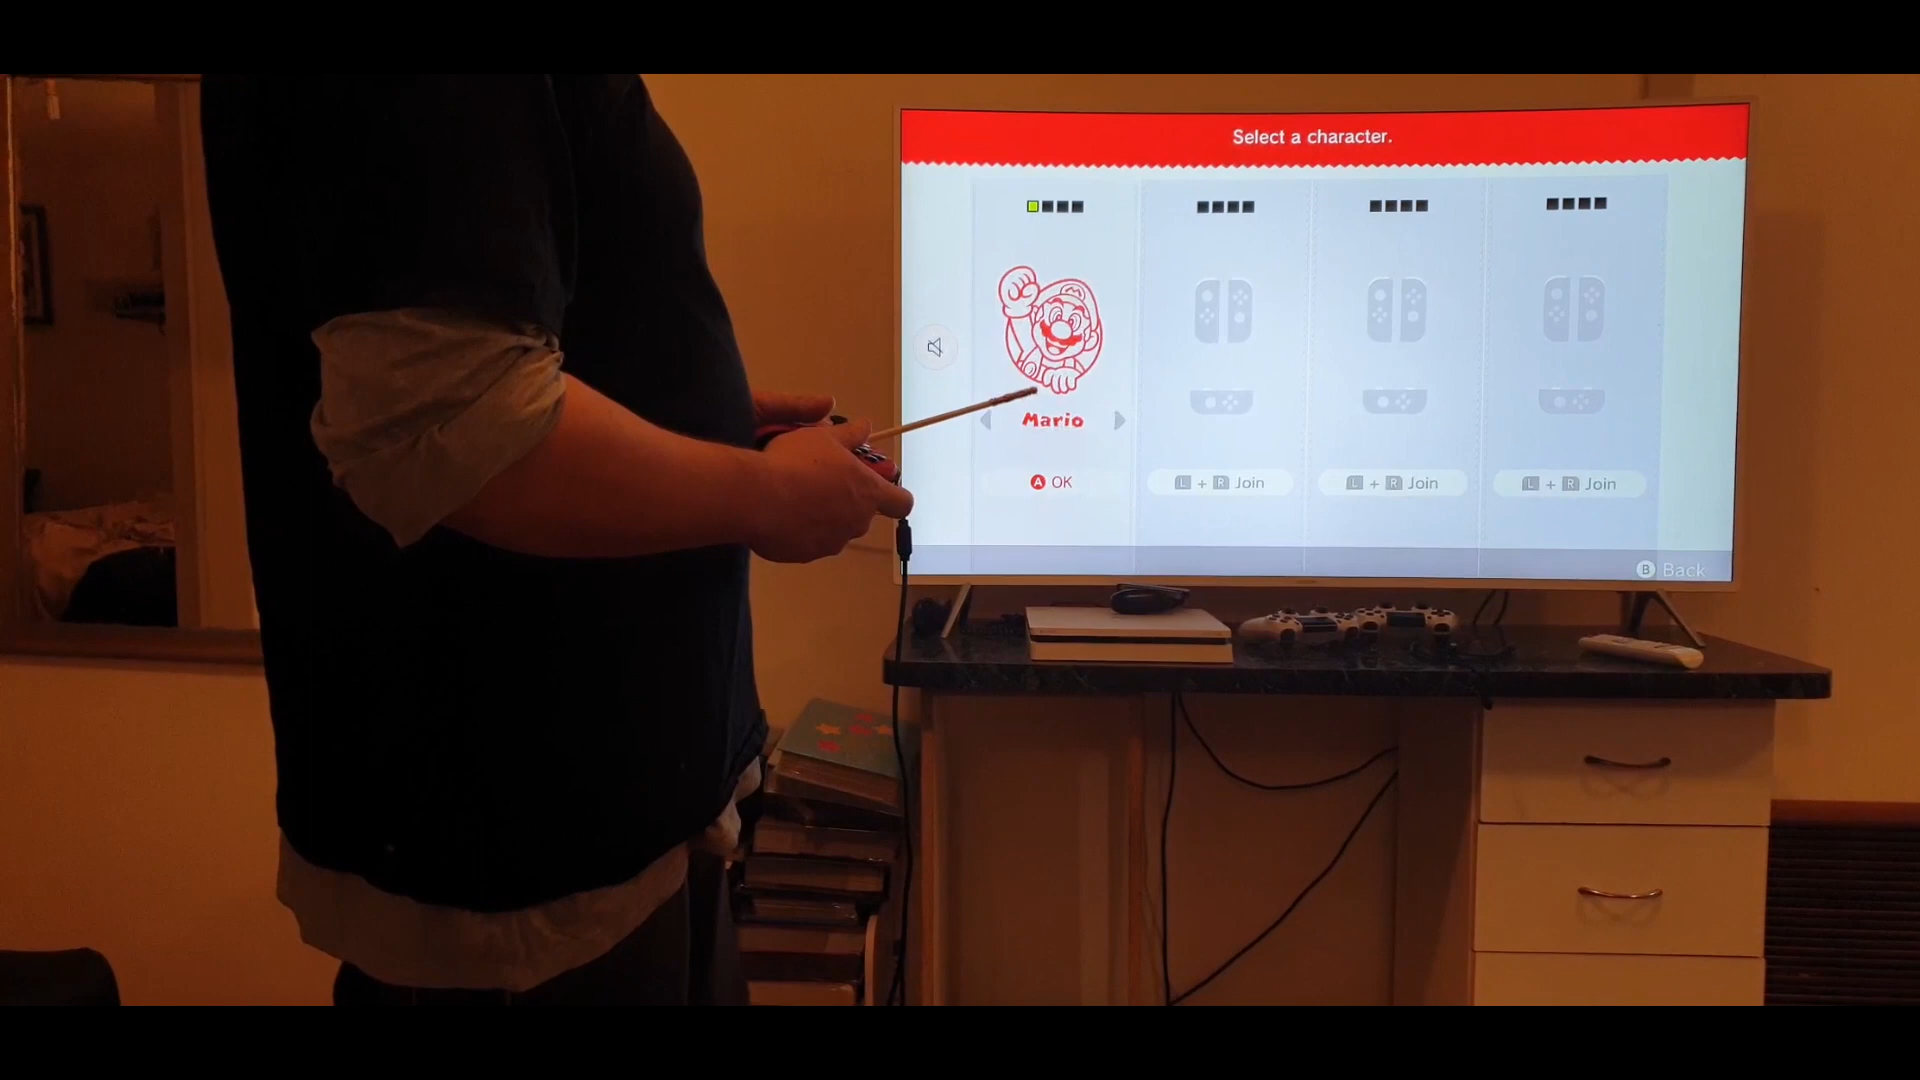 Select a character.
Mario
A OK
L + R Join
L + R Join
L + R Join
B Back